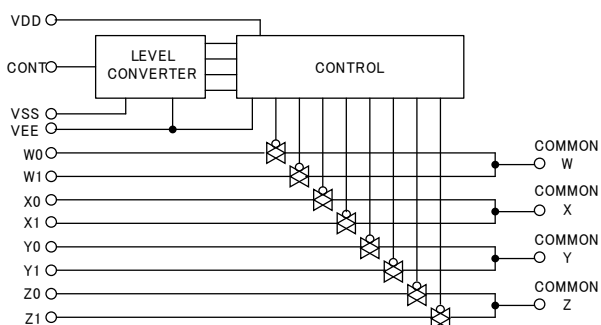 VDD
LEVEL
CONVERTER
CONTROL
CONT
VSS
VEE
W0
COMMON
W
W1
X0
COMMON
X
X1
Y0
COMMON
Y
Y1
Z0
COMMON
Z
Z1